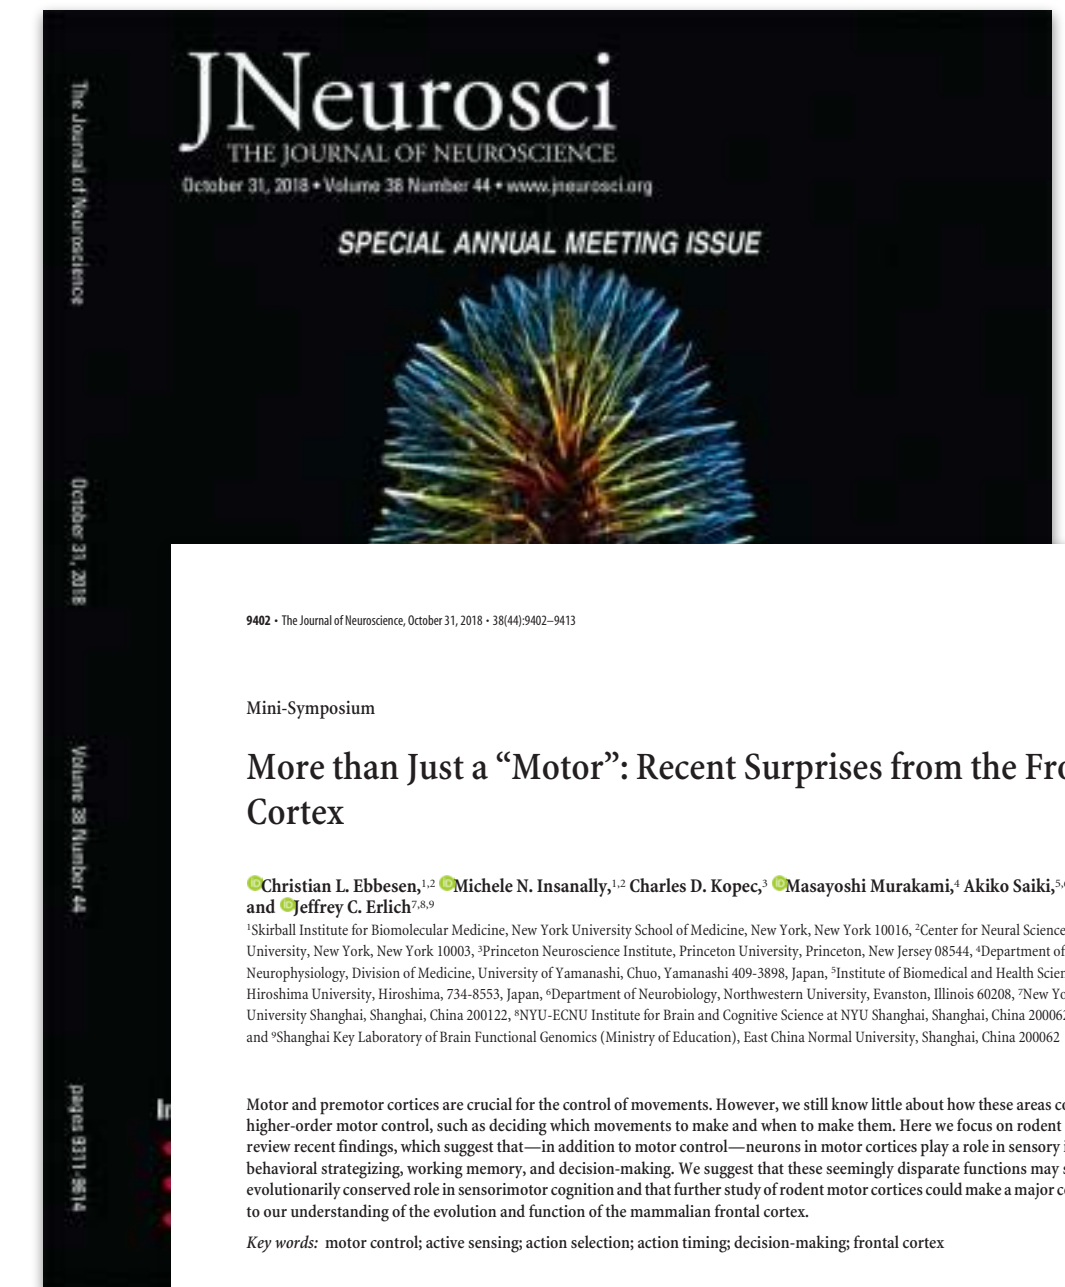 JNeurosci
THE JOURNAL OF NEUROSCIENCE
October 31, 2018 • Volume 38 Number 44 • www.jneurosci.org
SPECIAL ANNUAL MEETING ISSUE
The Journal of Neuroscience
October 31, 2018
Volume 38 Number 44
pages 9311–9614
9402 • The Journal of Neuroscience, October 31, 2018 • 38(44):9402–9413
Mini-Symposium
More than Just a “Motor”: Recent Surprises from the Fro
Cortex
Christian L. Ebbesen,1,2 Michele N. Insanally,1,2 Charles D. Kopec,3 Masayoshi Murakami,4 Akiko Saiki,5,
and Jeffrey C. Erlich7,8,9
1Skirball Institute for Biomolecular Medicine, New York University School of Medicine, New York, New York 10016, 2Center for Neural Science
University, New York, New York 10003, 3Princeton Neuroscience Institute, Princeton University, Princeton, New Jersey 08544, 4Department of
Neurophysiology, Division of Medicine, University of Yamanashi, Chuo, Yamanashi 409-3898, Japan, 5Institute of Biomedical and Health Scien
Hiroshima University, Hiroshima, 734-8553, Japan, 6Department of Neurobiology, Northwestern University, Evanston, Illinois 60208, 7New Yo
University Shanghai, Shanghai, China 200122, 8NYU-ECNU Institute for Brain and Cognitive Science at NYU Shanghai, Shanghai, China 200062
and 9Shanghai Key Laboratory of Brain Functional Genomics (Ministry of Education), East China Normal University, Shanghai, China 200062
Motor and premotor cortices are crucial for the control of movements. However, we still know little about how these areas co
higher-order motor control, such as deciding which movements to make and when to make them. Here we focus on rodent
review recent findings, which suggest that—in addition to motor control—neurons in motor cortices play a role in sensory i
behavioral strategizing, working memory, and decision-making. We suggest that these seemingly disparate functions may s
evolutionarily conserved role in sensorimotor cognition and that further study of rodent motor cortices could make a major c
to our understanding of the evolution and function of the mammalian frontal cortex.
Key words: motor control; active sensing; action selection; action timing; decision-making; frontal cortex